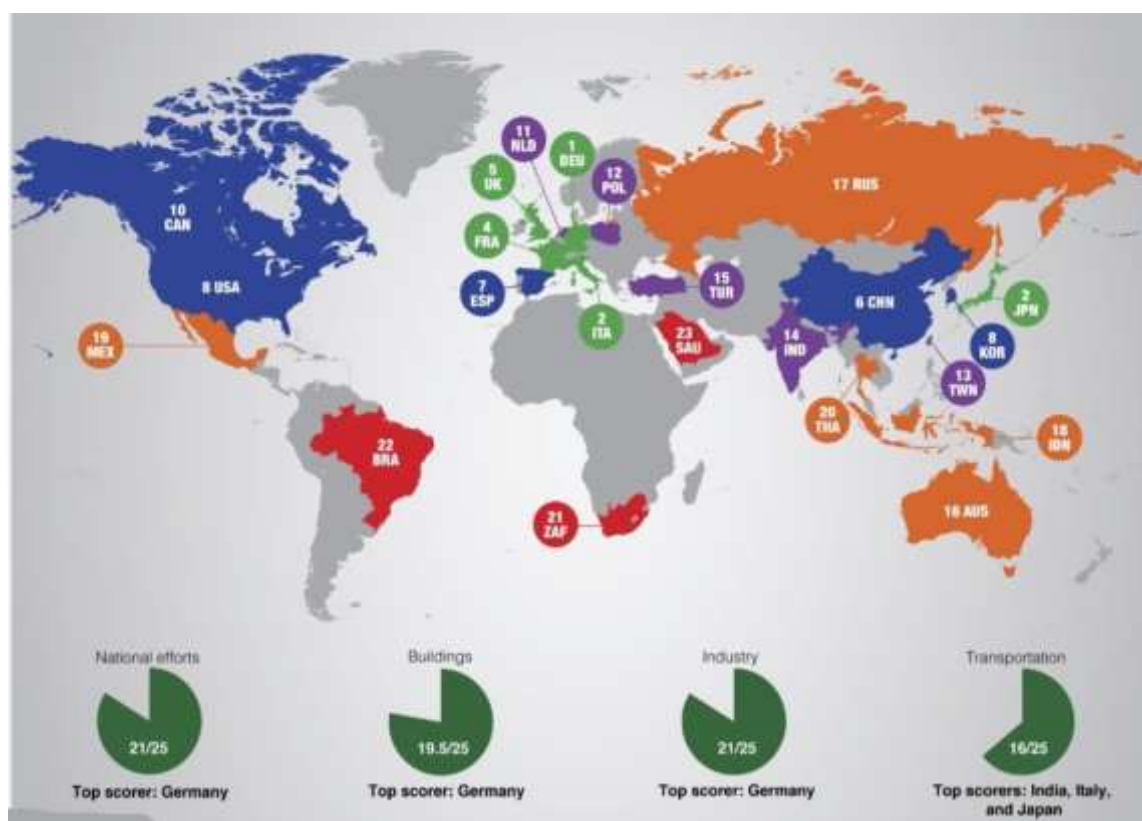 11
NLD
1
DEU
5
UK
12
POL
17 RUS
10
CAN
4
FRA
8 USA
7
ESP
15
TUR
6 CHN
2
JPN
19
MEX
2
ITA
23
SAU
14
IND
8
KOR
13
TWN
20
THA
18
IDN
22
BRA
21
ZAF
16 AUS
National efforts
21/25
Top scorer: Germany
Buildings
19.5/25
Top scorer: Germany
Industry
21/25
Top scorer: Germany
Transportation
16/25
Top scorers: India, Italy,
and Japan